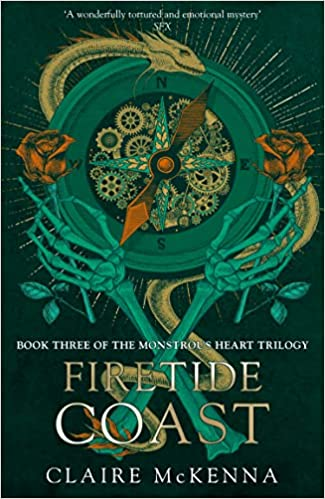 ‘A wonderfully tortured and emotional mystery’
SFX
N
E
S
BOOK THREE OF THE MONSTROUS HEART TRILOGY
FIRETIDE
COAST
CLAIRE McKENNA